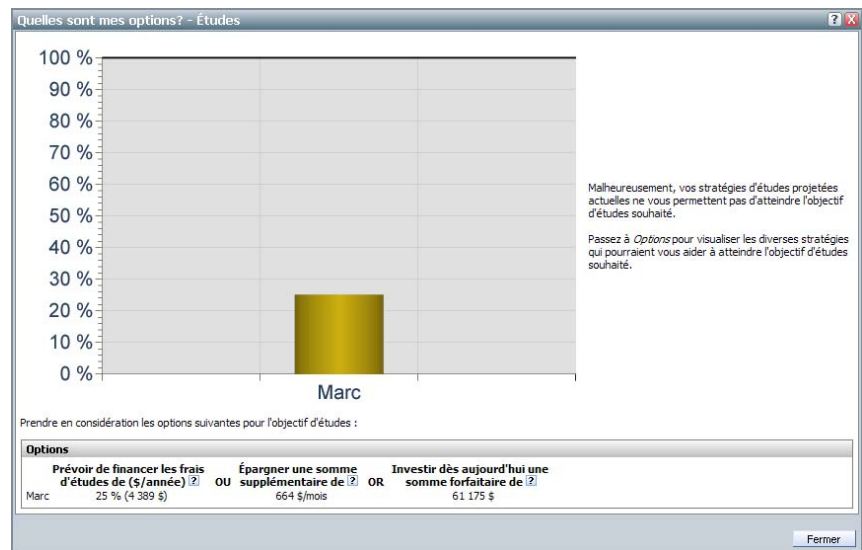 Quelles sont mes options? - Études
100 %
90 %
80 %
70 %
60 %
50 %
40 %
30 %
20 %
10 %
0 %
Marc
Malheureusement, vos stratégies d'études projetées
actuelles ne vous permettent pas d'atteindre l'objectif
d'études souhaité.
Passez à Options pour visualiser les diverses stratégies
qui pourraient vous aider à atteindre l'objectif d'études
souhaité.
Prendre en considération les options suivantes pour l'objectif d'études :
Options
Prévoir de financer les frais Épargner une somme Investir dès aujourd'hui une
d'études de ($/année) ? OU supplémentaire de ? OR somme forfaitaire de ?
Marc 25 % (4 389 $) 664 $/mois 61 175 $
Fermer